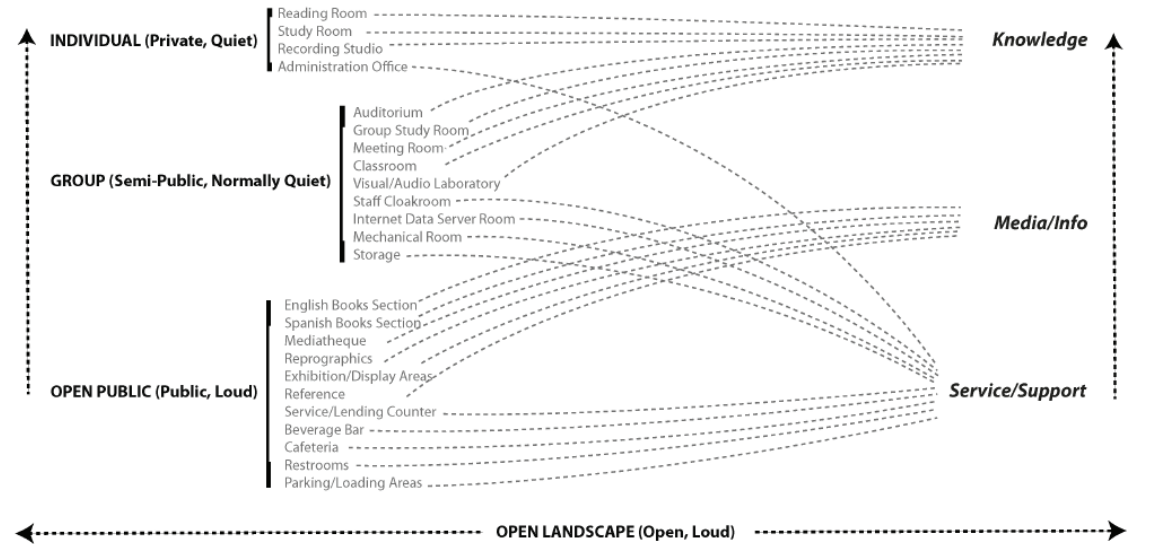 INDIVIDUAL (Private, Quiet)
Reading Room
Study Room
Recording Studio
Administration Office
GROUP (Semi-Public, Normally Quiet)
Auditorium
Group Study Room
Meeting Room
Classroom
Visual/Audio Laboratory
Staff Cloakroom
Internet Data Server Room
Mechanical Room
Storage
OPEN PUBLIC (Public, Loud)
English Books Section
Spanish Books Section
Mediatheque
Reprographics
Exhibition/Display Areas
Reference
Service/Lending Counter
Beverage Bar
Cafeteria
Restrooms
Parking/Loading Areas
Knowledge
Media/Info
Service/Support
OPEN LANDSCAPE (Open, Loud)